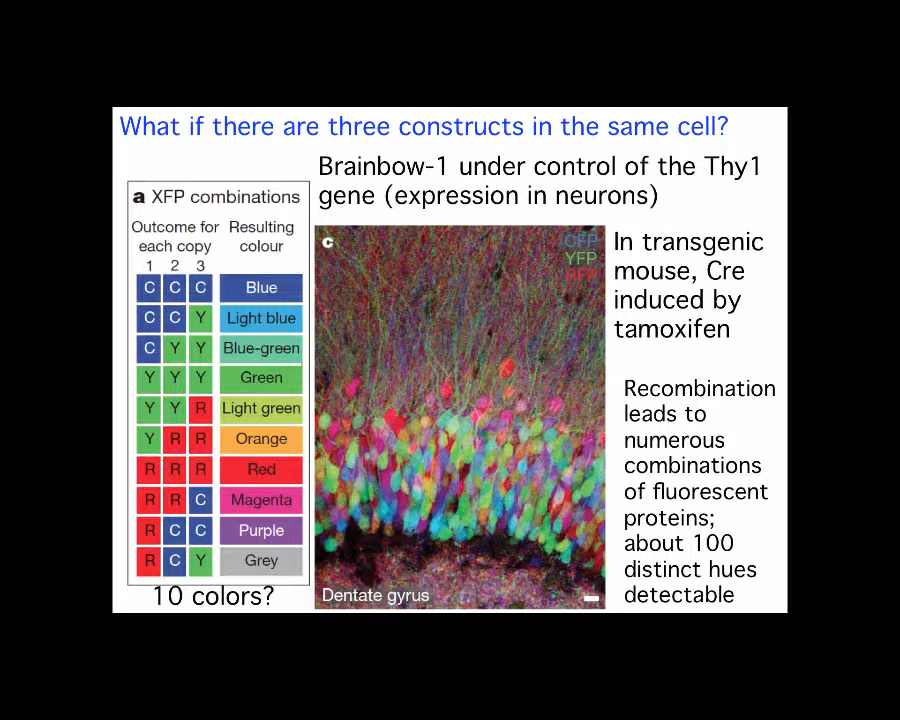 What if there are three constructs in the same cell?
Brainbow-1 under control of the Thy1
gene (expression in neurons)
a XFP combinations
Outcome for
each copy
Resulting
colour
1 2 3
C C C Blue
C C Y Light blue
C Y Y Blue-green
Y Y Y Green
Y Y R Light green
Y R R Orange
R R R Red
R R C Magenta
R C C Purple
R C Y Grey
10 colors?
c
CFP
YFP
RFP
Dentate gyrus
In transgenic
mouse, Cre
induced by
tamoxifen
Recombination
leads to
numerous
combinations
of fluorescent
proteins;
about 100
distinct hues
detectable